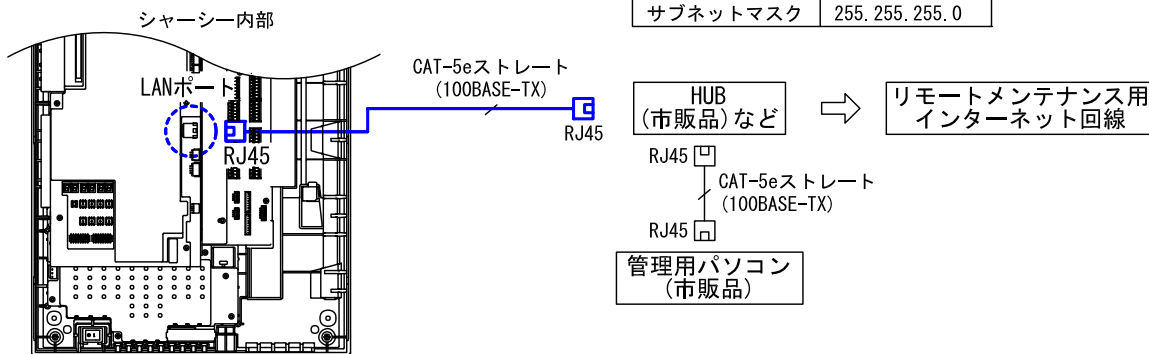 サブネットマスク 255.255.255.0
シャーシー内部
LANポート
RJ45
CAT-5eストレート
(100BASE-TX)
RJ45
HUB
(市販品)など
リモートメンテナンス用
インターネット回線
RJ45
CAT-5eストレート
(100BASE-TX)
RJ45
管理用パソコン
(市販品)